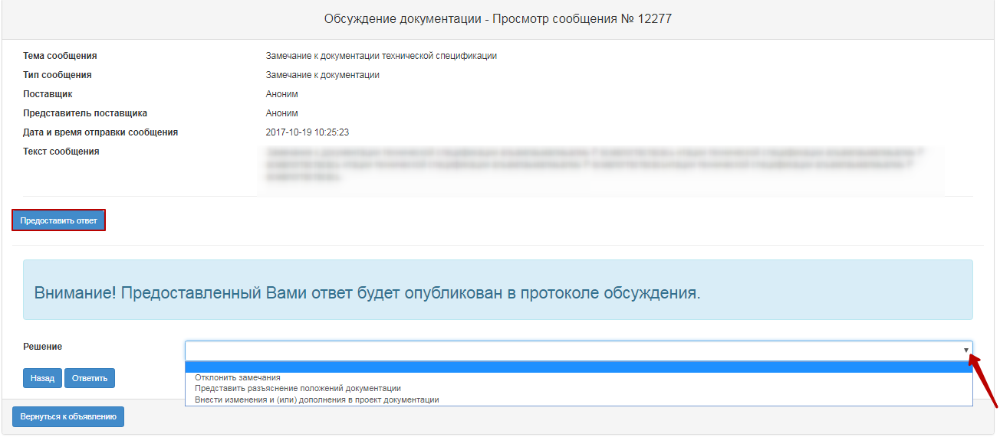 Обсуждение документации - Просмотр сообщения № 12277
Тема сообщения Замечание к документации технической спецификации
Тип сообщения Замечание к документации
Поставщик Аноним
Представитель поставщика Аноним
Дата и время отправки сообщения 2017-10-19 10:25:23
Текст сообщения
Предоставить ответ
Внимание! Предоставленный Вами ответ будет опубликован в протоколе обсуждения.
Решение
Отклонить замечания
Представить разъяснение положений документации
Внести изменения и (или) дополнения в проект документации
Назад Ответить
Вернуться к объявлению